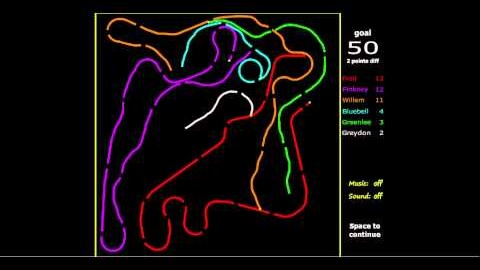 goal
50
2 points diff
Fred 13
Pinkney 12
Willem 11
Bluebell 4
Greenlee 3
Greydon 2
Music: off
Sound: off
Space to
continue